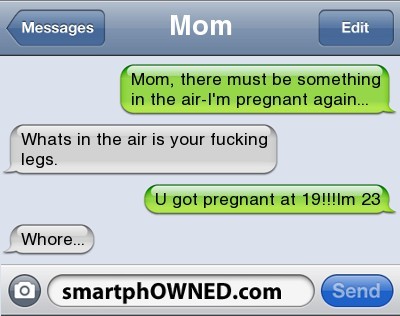 Messages
Mom
Edit
Mom, there must be something
in the air-I'm pregnant again...
Whats in the air is your fucking
legs.
U got pregnant at 19!!!Im 23
Whore...
smartphOWNED.com
Send